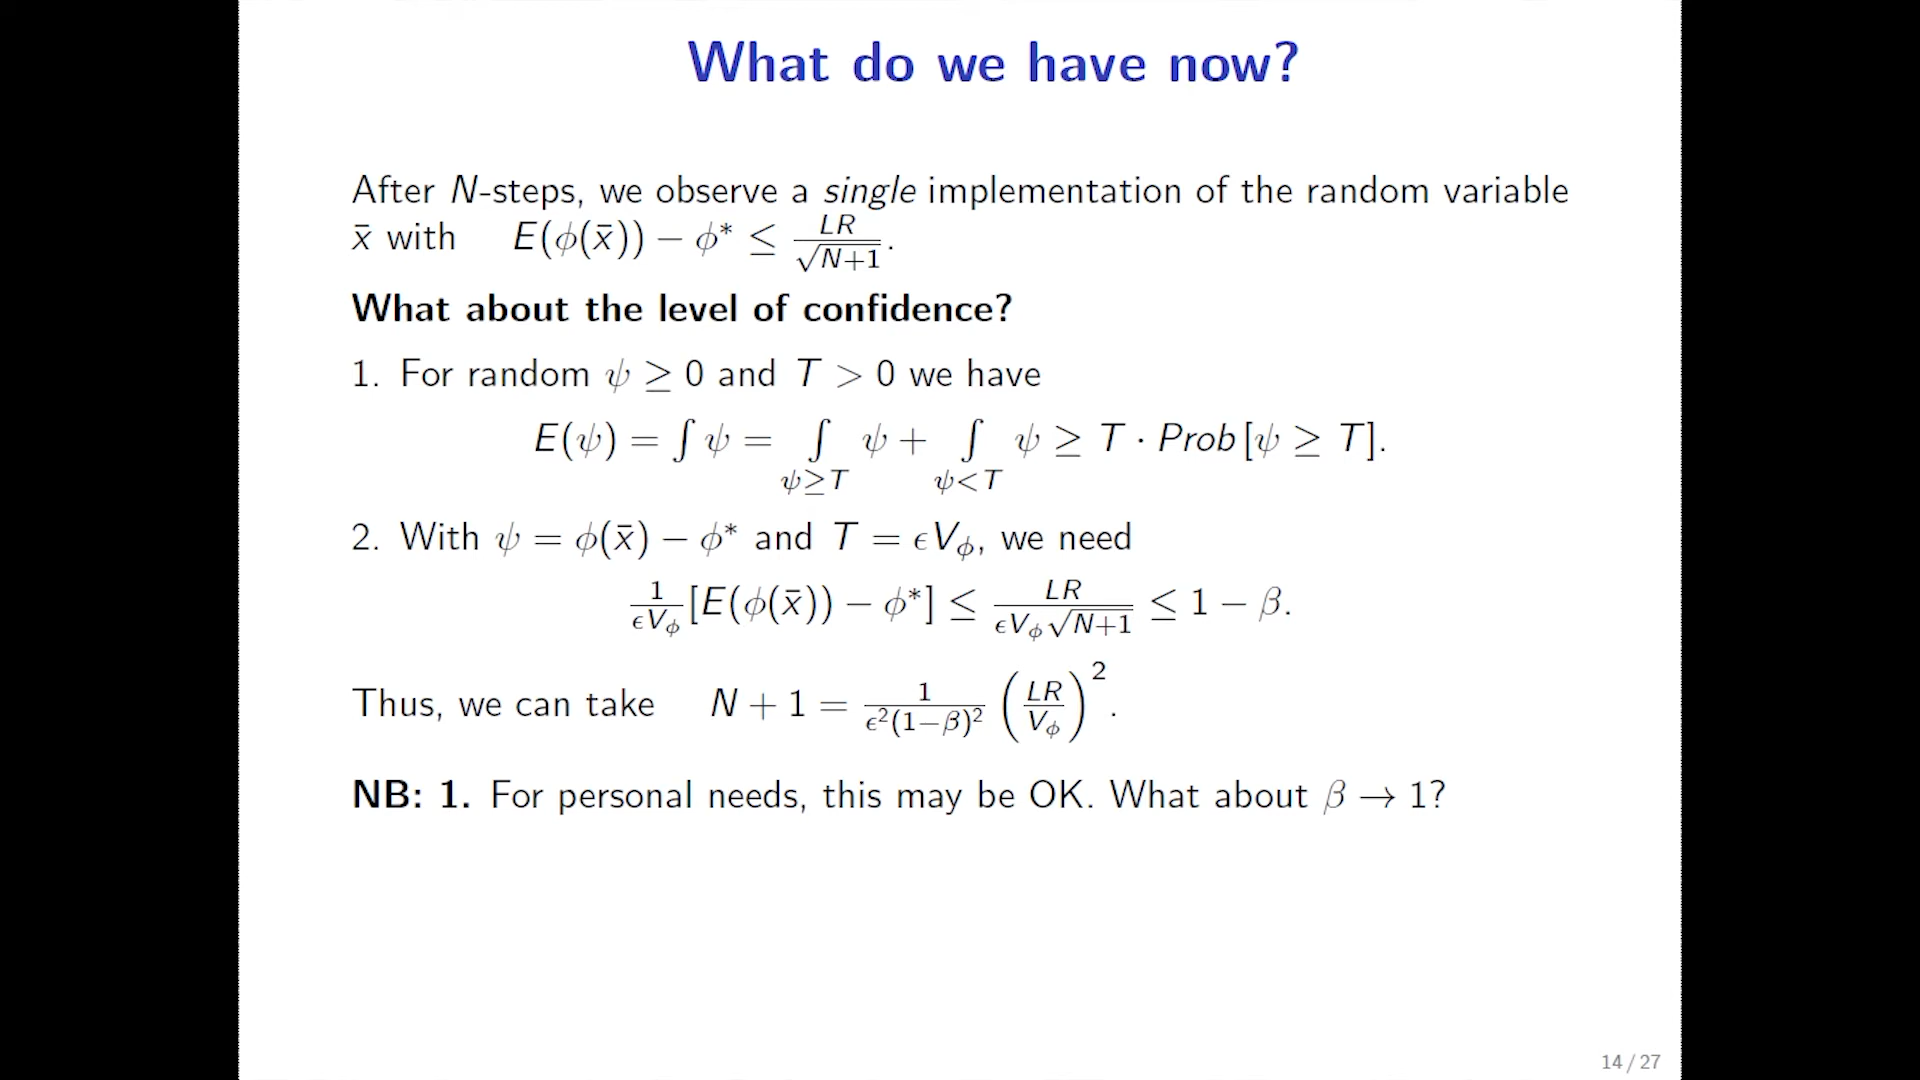 What do we have now?
After N-steps, we observe a single implementation of the random variable
x̄ with E(ϕ(x̄)) − ϕ* ≤ LR/√(N+1).
What about the level of confidence?
1. For random ψ ≥ 0 and T > 0 we have
E(ψ) = ∫ ψ = ∫_{ψ≥T} ψ + ∫_{ψ<T} ψ ≥ T · Prob [ψ ≥ T].
2. With ψ = ϕ(x̄) − ϕ* and T = ϵV_ϕ, we need
1/(ϵV_ϕ) [E(ϕ(x̄)) − ϕ*] ≤ LR/(ϵV_ϕ√(N+1)) ≤ 1 − β.
Thus, we can take N + 1 = 1/(ϵ²(1−β)²) (LR/V_ϕ)².
NB: 1. For personal needs, this may be OK. What about β → 1?
14 / 27